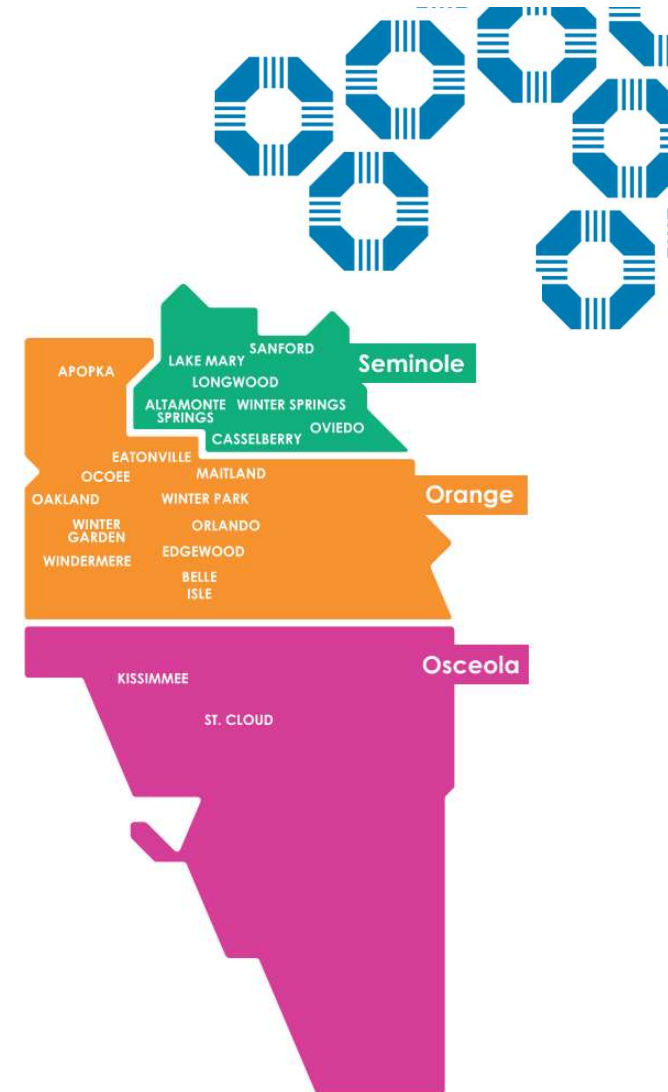 SANFORD
LAKE MARY
Seminole
APOPKA
LONGWOOD
ALTAMONTE
SPRINGS
WINTER SPRINGS
OVIEDO
CASSELBERRY
EATONVILLE
MAITLAND
OCOEE
OAKLAND
WINTER PARK
Orange
WINTER
GARDEN
ORLANDO
EDGEWOOD
WINDERMERE
BELLE
ISLE
Osceola
KISSIMMEE
ST. CLOUD